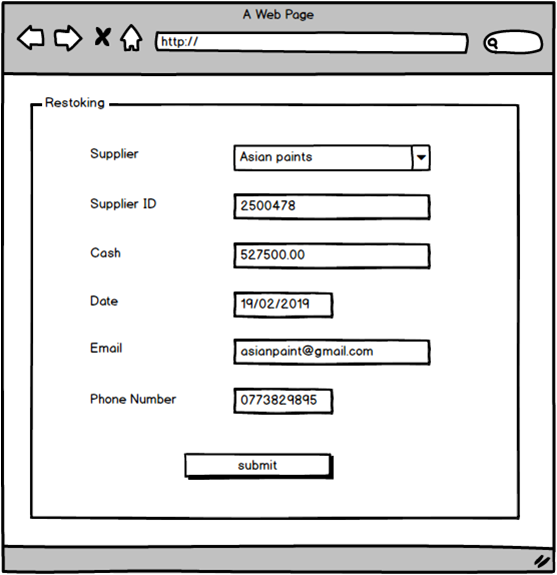 A Web Page
http://
Restoking
Supplier
Asian paints
Supplier ID
2500478
Cash
527500.00
Date
19/02/2019
Email
asianpaint@gmail.com
Phone Number
0773829895
submit